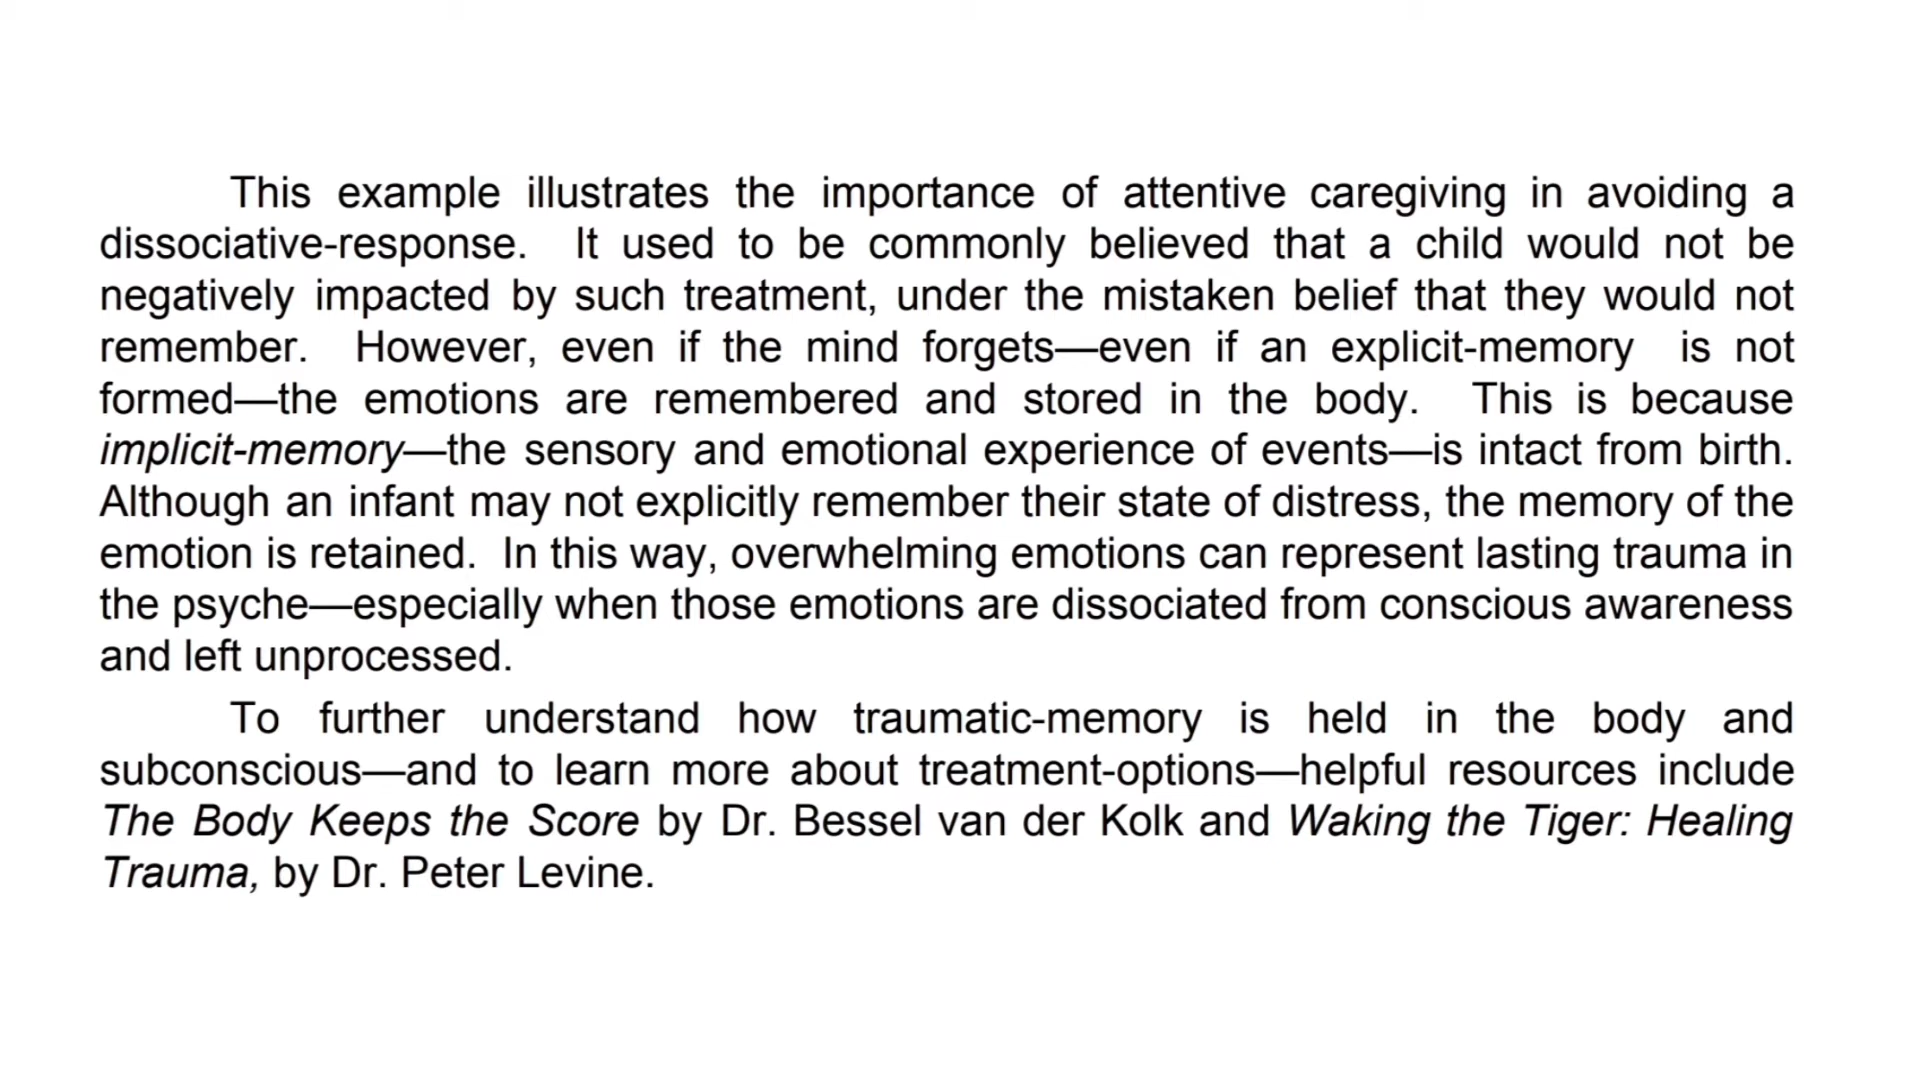 This example illustrates the importance of attentive caregiving in avoiding a
dissociative-response. It used to be commonly believed that a child would not be
negatively impacted by such treatment, under the mistaken belief that they would not
remember. However, even if the mind forgets—even if an explicit-memory is not
formed—the emotions are remembered and stored in the body. This is because
implicit-memory—the sensory and emotional experience of events—is intact from birth.
Although an infant may not explicitly remember their state of distress, the memory of the
emotion is retained. In this way, overwhelming emotions can represent lasting trauma in
the psyche—especially when those emotions are dissociated from conscious awareness
and left unprocessed.
To further understand how traumatic-memory is held in the body and
subconscious—and to learn more about treatment-options—helpful resources include
The Body Keeps the Score by Dr. Bessel van der Kolk and Waking the Tiger: Healing
Trauma, by Dr. Peter Levine.